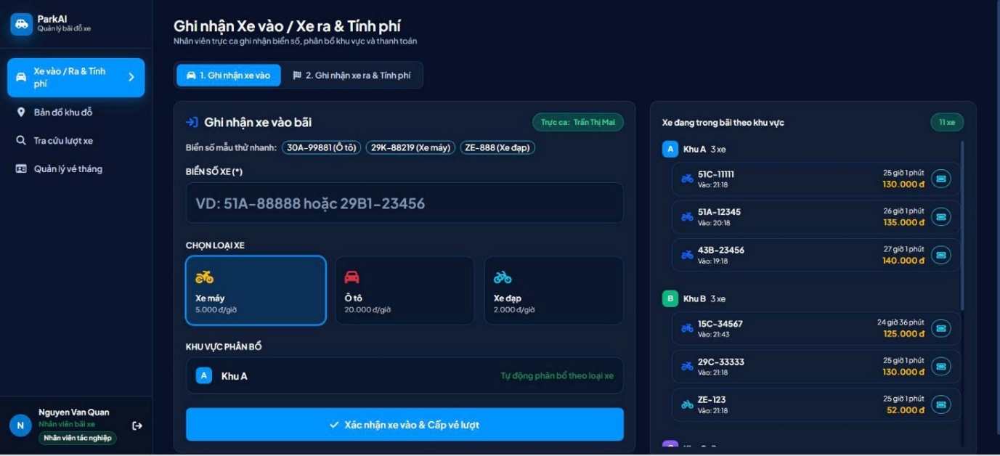 ParkAI
Quản lý bãi đỗ xe
Xe vào / Ra & Tính
phí
Bản đồ khu đỗ
Tra cứu lượt xe
Quản lý vé tháng
Nguyen Van Quan
N
Nhân viên bãi xe
Nhân viên tác nghiệp
Ghi nhận Xe vào / Xe ra & Tính phí
Nhân viên trực ca ghi nhận biển số, phân bổ khu vực và thanh toán
1. Ghi nhận xe vào
2. Ghi nhận xe ra & Tính phí
Ghi nhận xe vào bãi
Trực ca: Trần Thị Mai
Biển số mẫu thử nhanh: 30A-99881 (Ô tô) 29K-88219 (Xe máy) ZE-888 (Xe đạp)
BIỂN SỐ XE (*)
VD: 51A-88888 hoặc 29B1-23456
CHỌN LOẠI XE
Xe máy
5.000 đ/giờ
Ô tô
20.000 đ/giờ
Xe đạp
2.000 đ/giờ
KHU VỰC PHÂN BỔ
A Khu A
Tự động phân bổ theo loại xe
Xác nhận xe vào & Cấp vé lượt
Xe đang trong bãi theo khu vực
11 xe
A Khu A 3 xe
51C-11111
Vào: 21:18
25 giờ 1 phút
130.000 đ
51A-12345
Vào: 20:18
26 giờ 1 phút
135.000 đ
43B-23456
Vào: 19:18
27 giờ 1 phút
140.000 đ
B Khu B 3 xe
15C-34567
Vào: 21:43
24 giờ 36 phút
125.000 đ
29C-33333
Vào: 21:18
25 giờ 1 phút
130.000 đ
ZE-123
Vào: 21:18
25 giờ 1 phút
52.000 đ